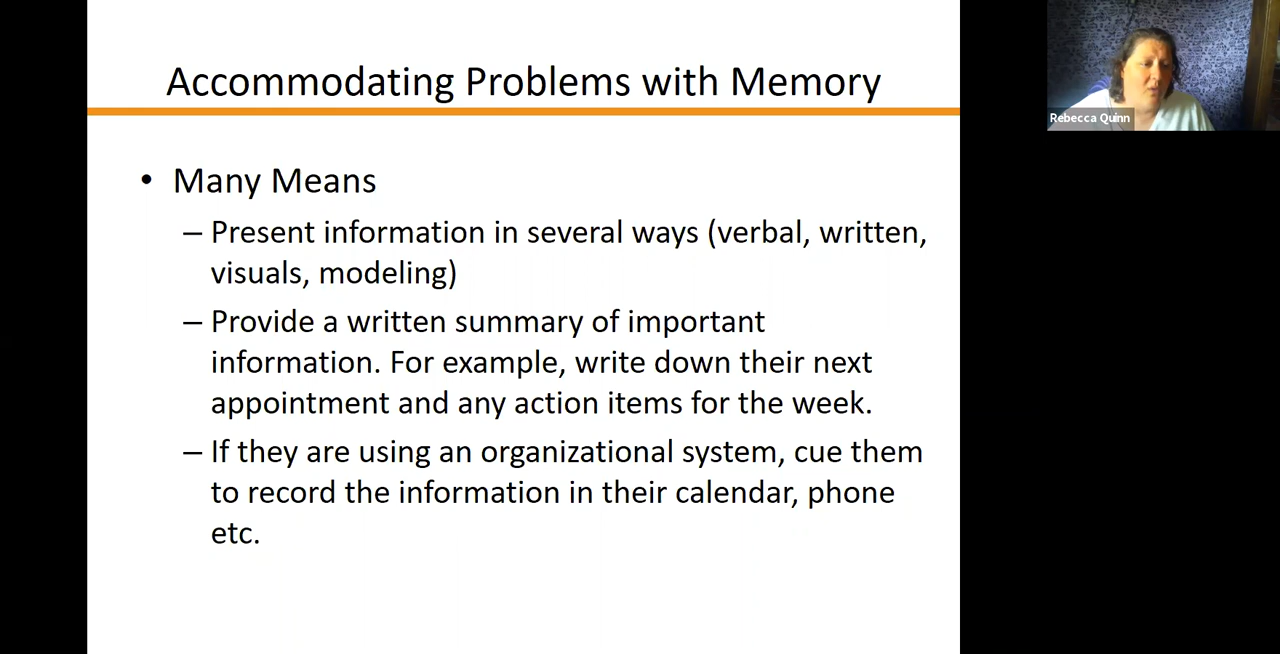 Accommodating Problems with Memory
Rebecca Quinn
• Many Means
– Present information in several ways (verbal, written,
visuals, modeling)
– Provide a written summary of important
information. For example, write down their next
appointment and any action items for the week.
– If they are using an organizational system, cue them
to record the information in their calendar, phone
etc.